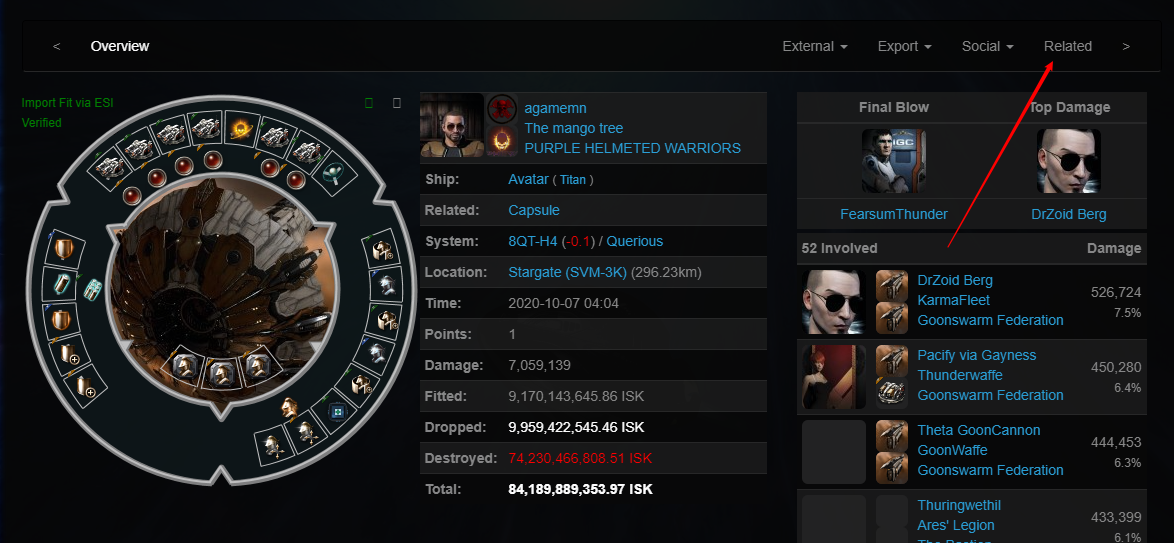 < Overview External Export Social Related >
Import Fit via ESI
Verified
agamemn
The mango tree
PURPLE HELMETED WARRIORS
Ship: Avatar ( Titan )
Related: Capsule
System: 8QT-H4 (-0.1) / Querious
Location: Stargate (SVM-3K) (296.23km)
Time: 2020-10-07 04:04
Points: 1
Damage: 7,059,139
Fitted: 9,170,143,645.86 ISK
Dropped: 9,959,422,545.46 ISK
Destroyed: 74,230,466,808.51 ISK
Total: 84,189,889,353.97 ISK
Final Blow Top Damage
IGC
FearsumThunder DrZoid Berg
52 Involved Damage
DrZoid Berg
KarmaFleet
Goonswarm Federation
526,724
7.5%
Pacify via Gayness
Thunderwaffe
Goonswarm Federation
450,280
6.4%
Theta GoonCannon
GoonWaffe
Goonswarm Federation
444,453
6.3%
Thuringwethil
Ares' Legion
The Bastion
433,399
6.1%